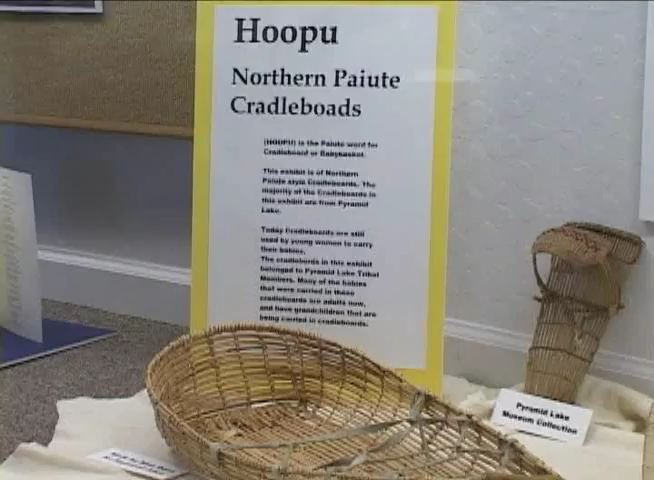 Hoopu
Northern Paiute
Cradleboads
(HOOPU) is the Paiute word for
Cradleboard or Babybasket.
This exhibit is of Northern
Paiute style Cradleboards. The
majority of the Cradleboards in
this exhibit are from Pyramid
Lake.
Today Cradleboards are still
used by young women to carry
their babies.
The cradleboards in this exhibit
belonged to Pyramid Lake Tribal
Members. Many of the babies
that were carried in these
cradleboards are adults now,
and have grandchildren that are
being carried in cradleboards.
Pyramid Lake
Museum Collection